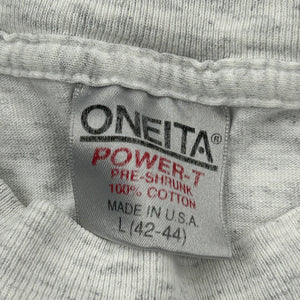 ONEITA®
POWER-T
PRE-SHRUNK
100% COTTON
MADE IN U.S.A.
L (42-44)